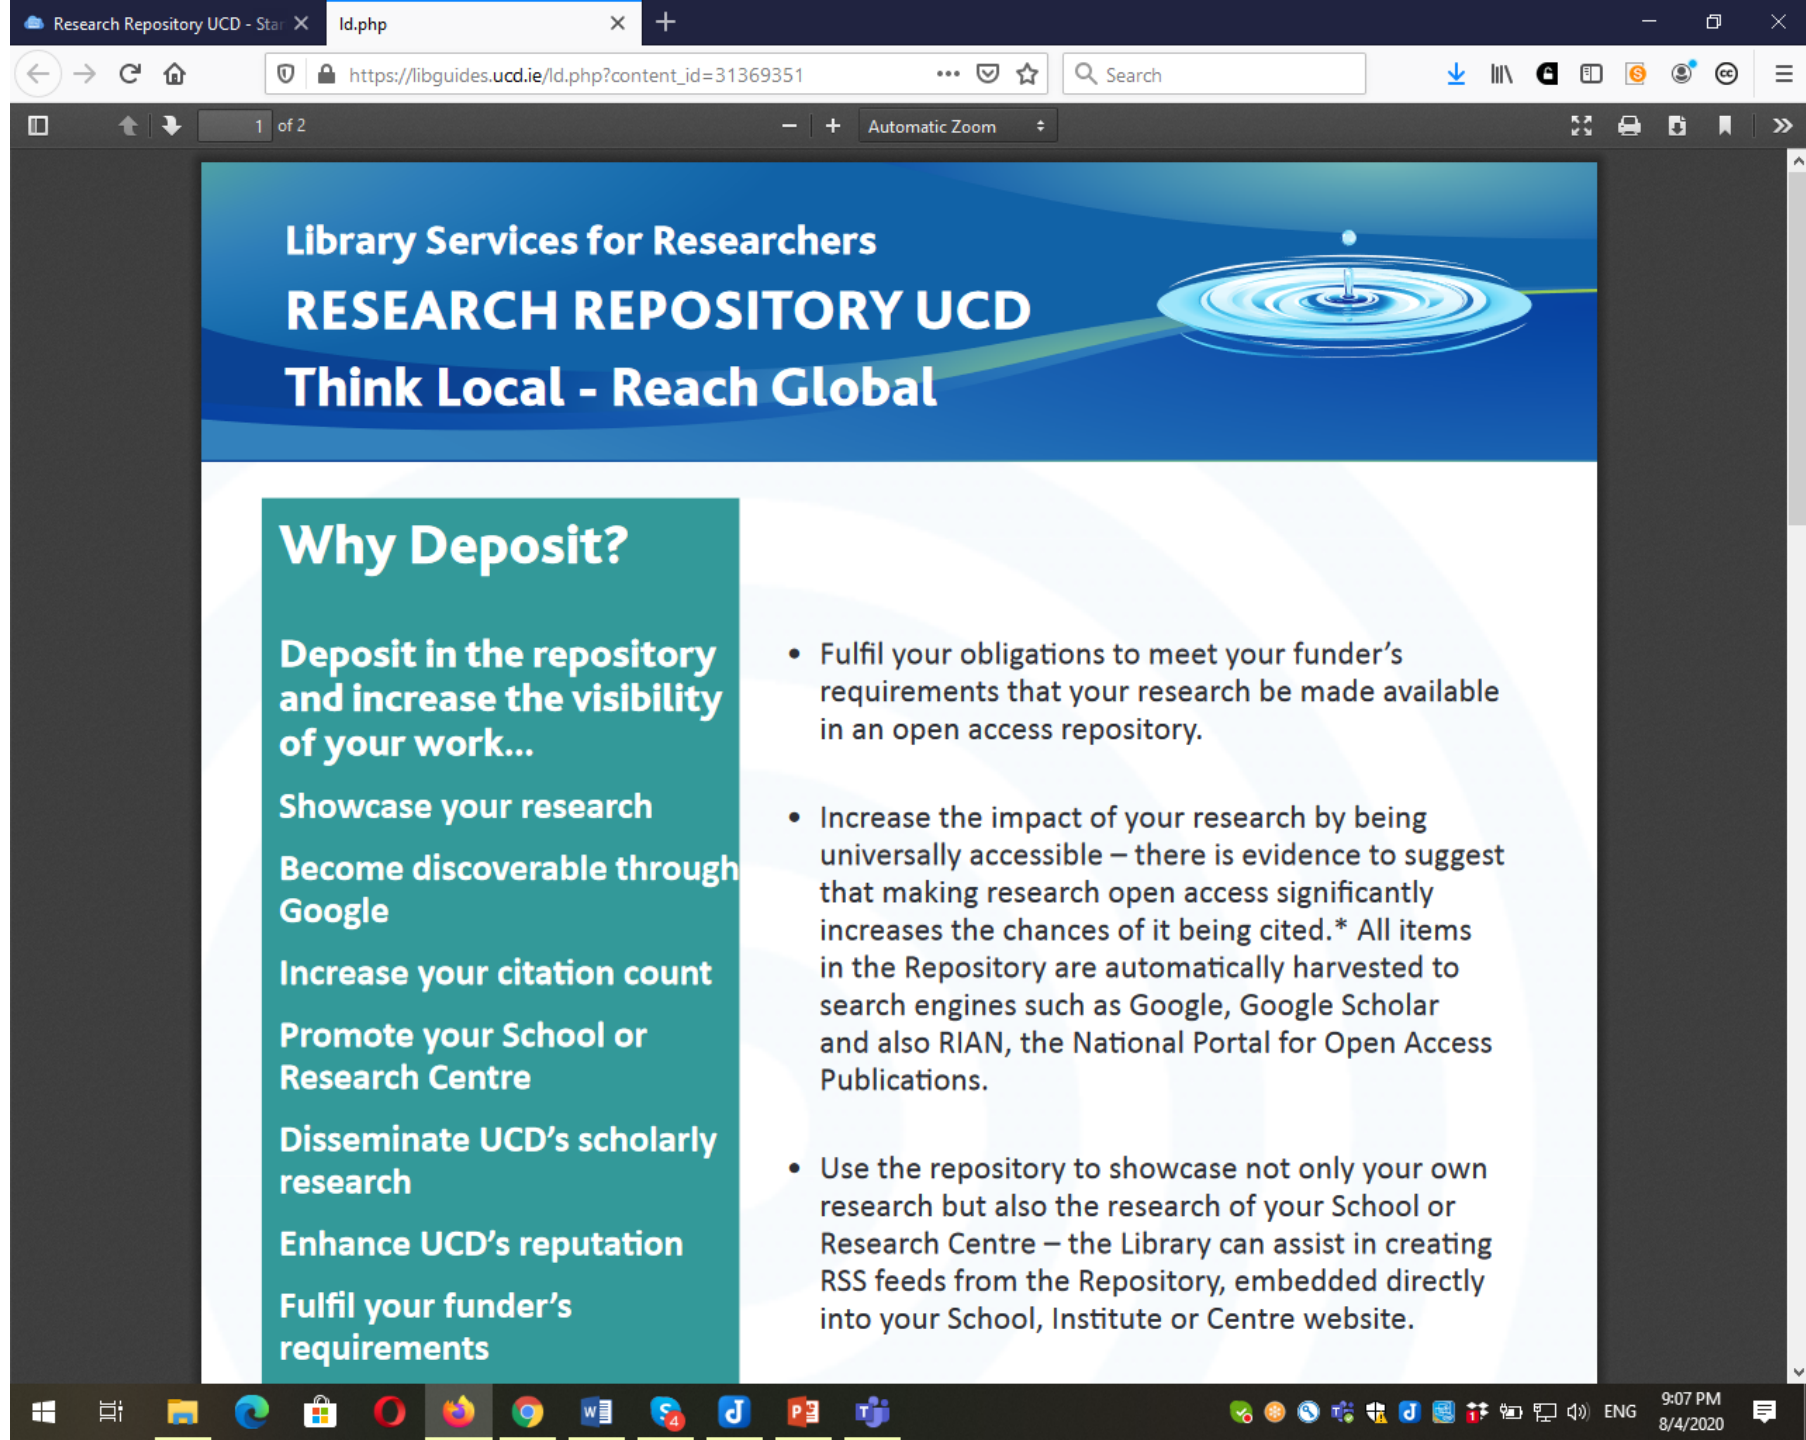 Research Repository UCD - Star
ld.php
https://libguides.ucd.ie/ld.php?content_id=31369351
Search
1 of 2
Automatic Zoom
Library Services for Researchers
RESEARCH REPOSITORY UCD
Think Local - Reach Global
Why Deposit?
Deposit in the repository
and increase the visibility
of your work...
Showcase your research
Become discoverable through
Google
Increase your citation count
Promote your School or
Research Centre
Disseminate UCD's scholarly
research
Enhance UCD's reputation
Fulfil your funder's
requirements
• Fulfil your obligations to meet your funder's
requirements that your research be made available
in an open access repository.
• Increase the impact of your research by being
universally accessible – there is evidence to suggest
that making research open access significantly
increases the chances of it being cited.* All items
in the Repository are automatically harvested to
search engines such as Google, Google Scholar
and also RIAN, the National Portal for Open Access
Publications.
• Use the repository to showcase not only your own
research but also the research of your School or
Research Centre – the Library can assist in creating
RSS feeds from the Repository, embedded directly
into your School, Institute or Centre website.
ENG
9:07 PM
8/4/2020